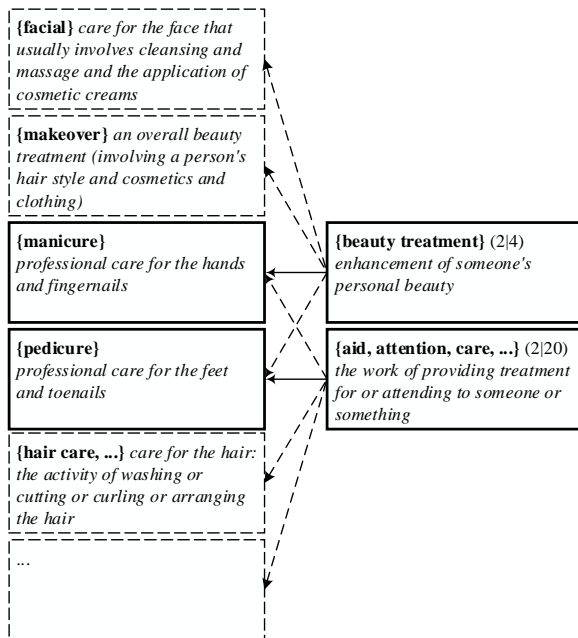 {facial} care for the face that
usually involves cleansing and
massage and the application of
cosmetic creams
{makeover} an overall beauty
treatment (involving a person's
hair style and cosmetics and
clothing)
{manicure}
professional care for the hands
and fingernails
{pedicure}
professional care for the feet
and toenails
{hair care, ...} care for the hair:
the activity of washing or
cutting or curling or arranging
the hair
...
{beauty treatment} (2|4)
enhancement of someone's
personal beauty
{aid, attention, care, ...} (2|20)
the work of providing treatment
for or attending to someone or
something